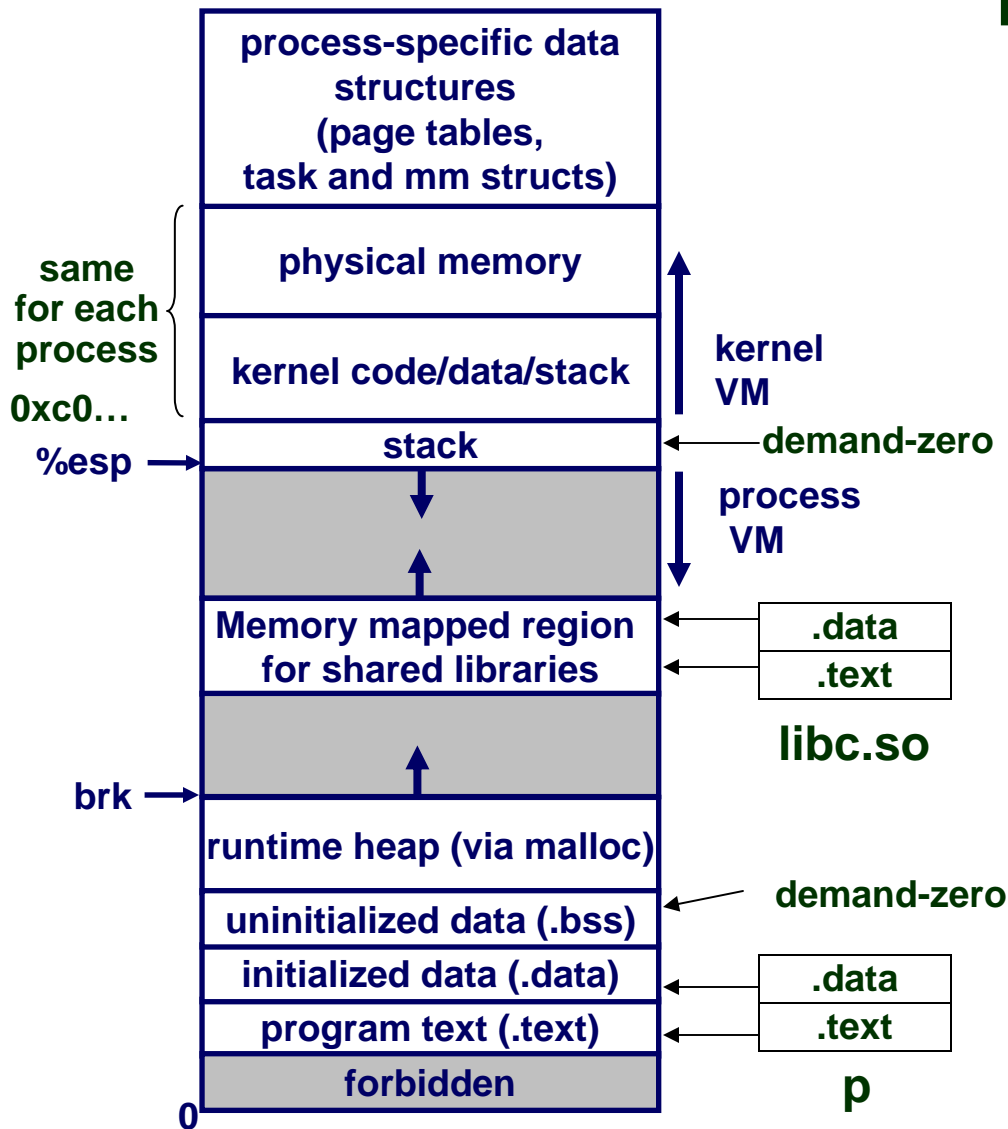 process-specific data
structures
(page tables,
task and mm structs)
same
for each
process
physical memory
kernel code/data/stack
kernel
VM
0xc0…
stack
demand-zero
%esp
process
VM
Memory mapped region
for shared libraries
.data
.text
libc.so
brk
runtime heap (via malloc)
uninitialized data (.bss)
demand-zero
initialized data (.data)
.data
program text (.text)
.text
forbidden
p
0